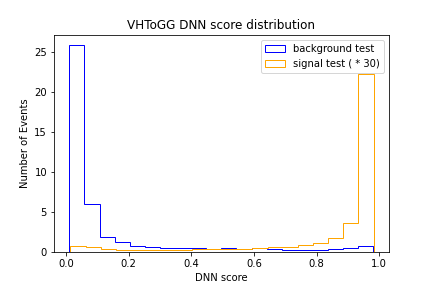 VHToGG DNN score distribution
background test
signal test ( * 30)
Number of Events
25
20
15
10
5
0
0.0 0.2 0.4 0.6 0.8 1.0
DNN score